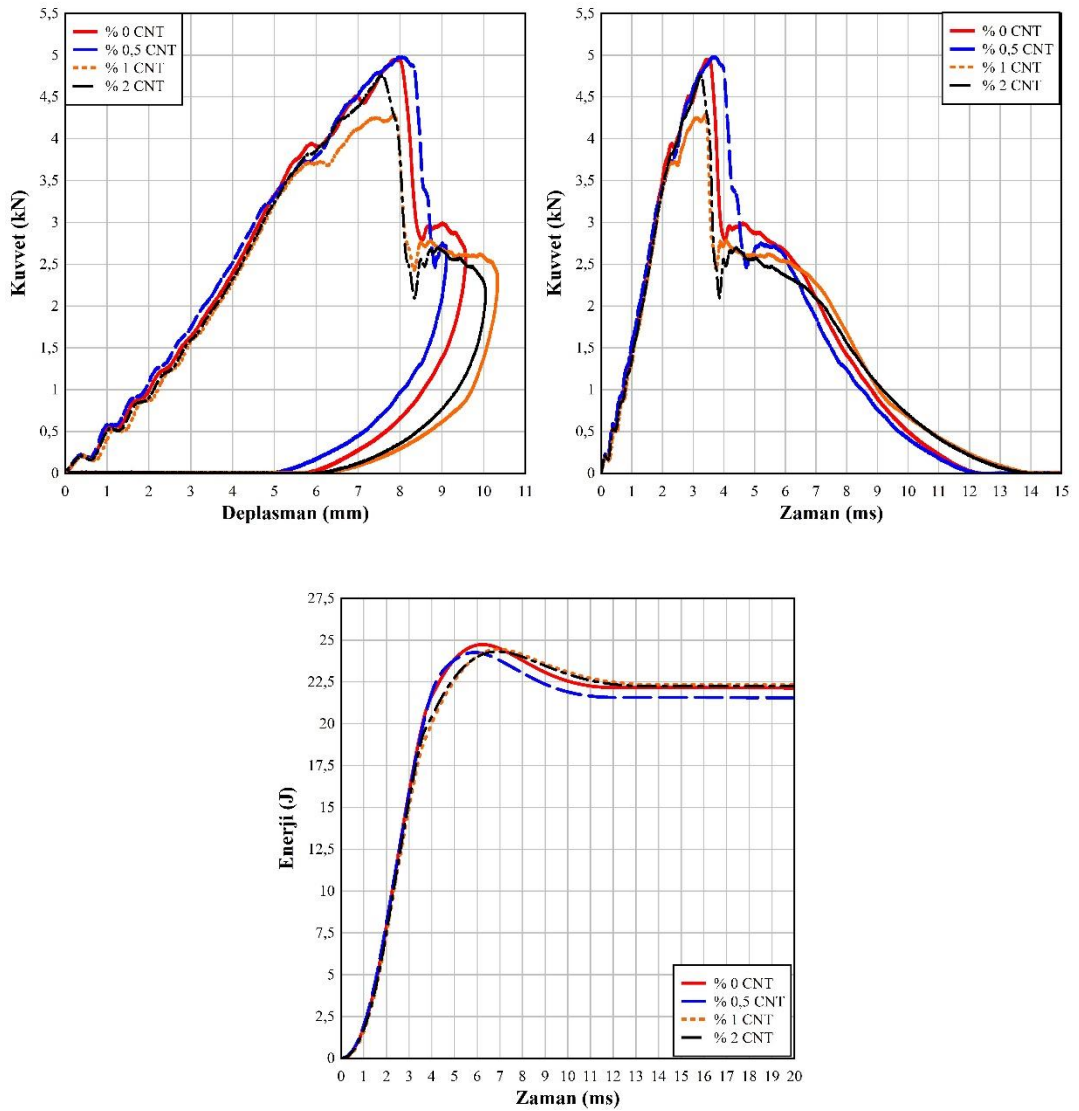 5,5
5
4,5
4
3,5
3
2,5
2
1,5
1
0,5
0
Kuvvet (kN)
% 0 CNT
% 0,5 CNT
% 1 CNT
% 2 CNT
0 1 2 3 4 5 6 7 8 9 10 11
Deplasman (mm)
5,5
5
4,5
4
3,5
3
2,5
2
1,5
1
0,5
0
Kuvvet (kN)
% 0 CNT
% 0,5 CNT
% 1 CNT
% 2 CNT
0 1 2 3 4 5 6 7 8 9 10 11 12 13 14 15
Zaman (ms)
27,5
25
22,5
20
17,5
15
12,5
10
7,5
5
2,5
0
Enerji (J)
% 0 CNT
% 0,5 CNT
% 1 CNT
% 2 CNT
0 1 2 3 4 5 6 7 8 9 10 11 12 13 14 15 16 17 18 19 20
Zaman (ms)